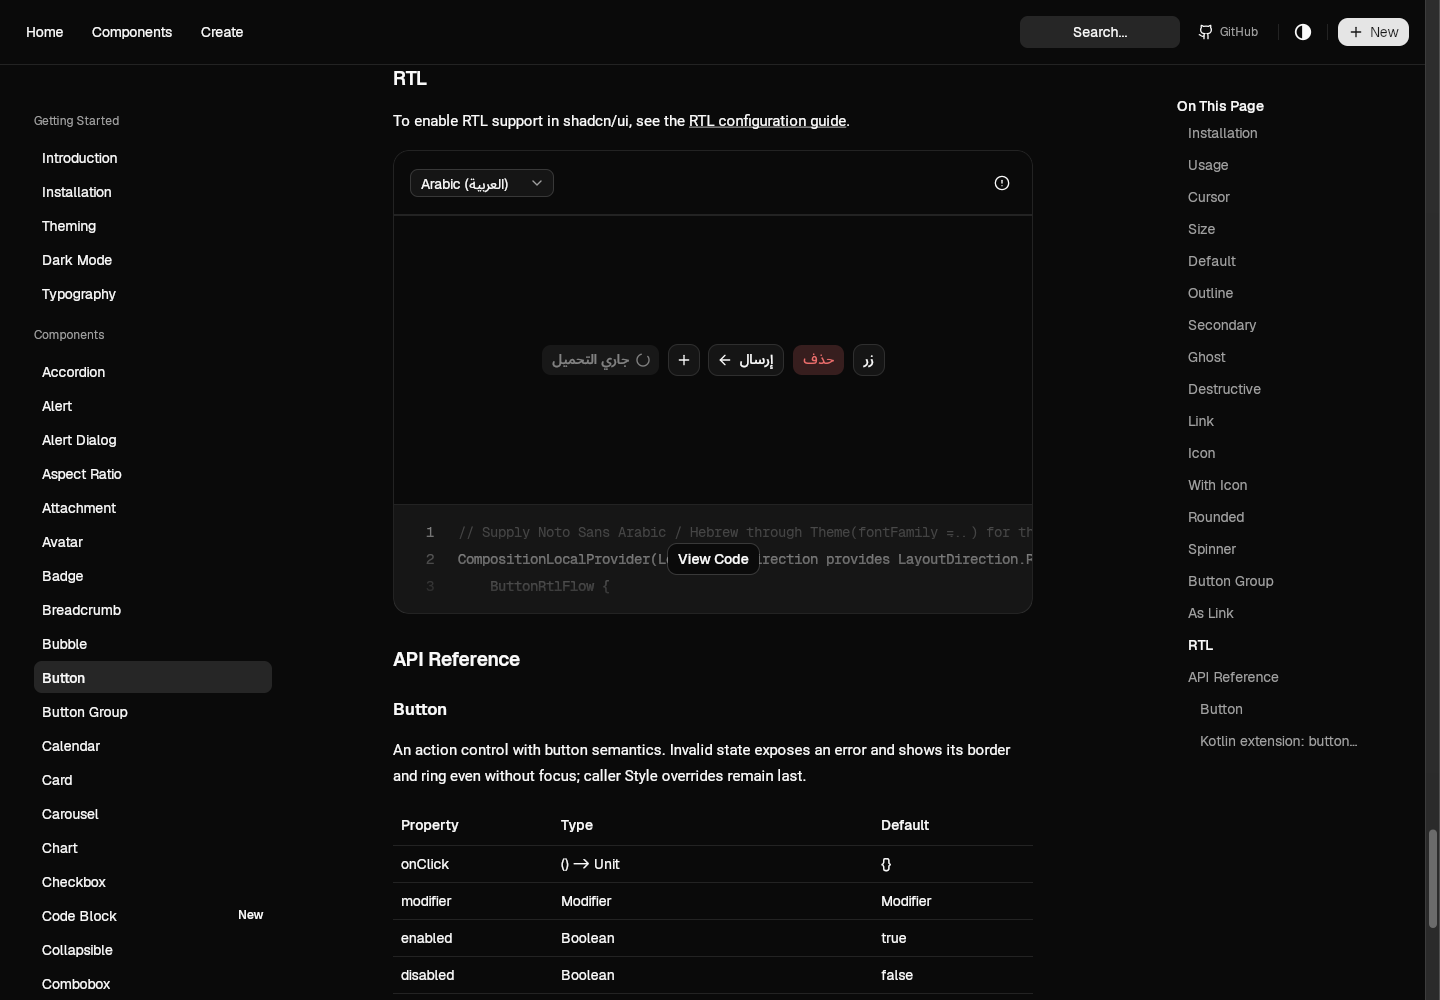 Home
Components
Create
Search...
GitHub
New
Getting Started
Introduction
Installation
Theming
Dark Mode
Typography
Components
Accordion
Alert
Alert Dialog
Aspect Ratio
Attachment
Avatar
Badge
Breadcrumb
Bubble
Button
Button Group
Calendar
Card
Carousel
Chart
Checkbox
Code Block New
Collapsible
Combobox
RTL
To enable RTL support in shadcn/ui, see the RTL configuration guide.
Arabic (العربية)
زر
حذف
إرسال
جاري التحميل
1 // Supply Noto Sans Arabic / Hebrew through Theme(fontFamily = ..) for th
2 CompositionLocalProvider(L rection provides LayoutDirection.R
View Code
3 ButtonRtlFlow {
API Reference
Button
An action control with button semantics. Invalid state exposes an error and shows its border
and ring even without focus; caller Style overrides remain last.
Property Type Default
onClick () -> Unit {}
modifier Modifier Modifier
enabled Boolean true
disabled Boolean false
On This Page
Installation
Usage
Cursor
Size
Default
Outline
Secondary
Ghost
Destructive
Link
Icon
With Icon
Rounded
Spinner
Button Group
As Link
RTL
API Reference
Button
Kotlin extension: button...